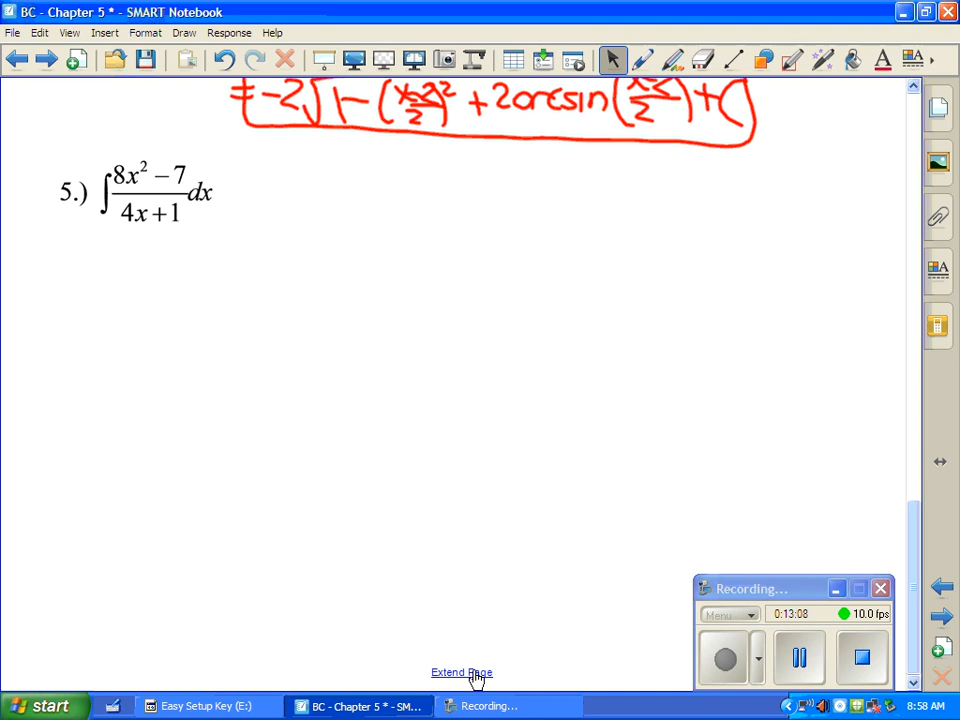 BC - Chapter 5 * - SMART Notebook
File Edit View Insert Format Draw Response Help
= -2√1-(x-2/2)² + 2arcsin(x-2/2)+C
5.) ∫ 8x² − 7 / 4x + 1 dx
Recording...
Menu 0:13:08 10.0 fps
Extend Page
start Easy Setup Key (E:) BC - Chapter 5 * - SM... Recording... 8:58 AM